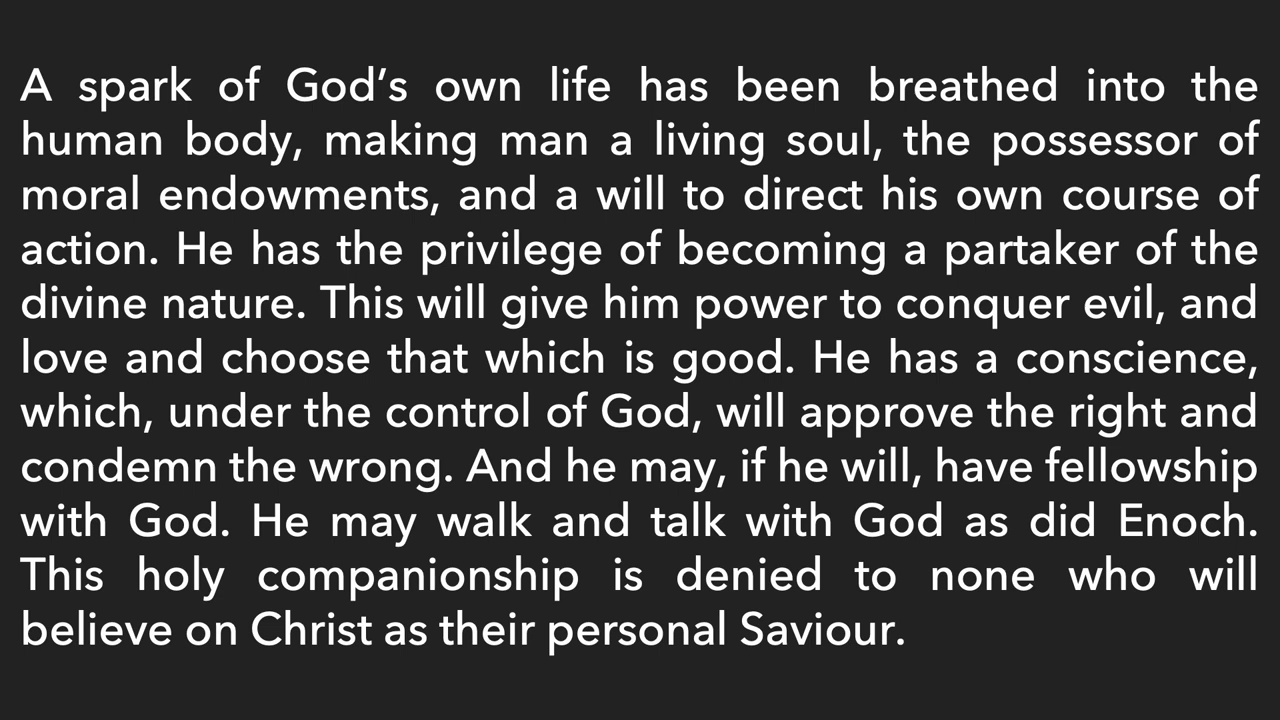 A spark of God’s own life has been breathed into the
human body, making man a living soul, the possessor of
moral endowments, and a will to direct his own course of
action. He has the privilege of becoming a partaker of the
divine nature. This will give him power to conquer evil, and
love and choose that which is good. He has a conscience,
which, under the control of God, will approve the right and
condemn the wrong. And he may, if he will, have fellowship
with God. He may walk and talk with God as did Enoch.
This holy companionship is denied to none who will
believe on Christ as their personal Saviour.